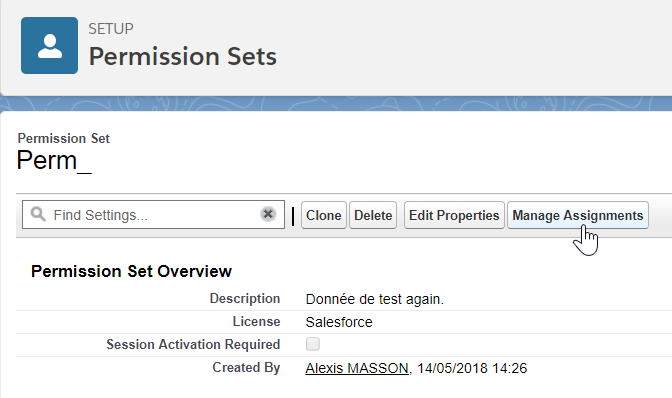 SETUP
Permission Sets
Permission Set
Perm_
Find Settings... Clone Delete Edit Properties Manage Assignments
Permission Set Overview
Description Donnée de test again.
License Salesforce
Session Activation Required
Created By Alexis MASSON, 14/05/2018 14:26